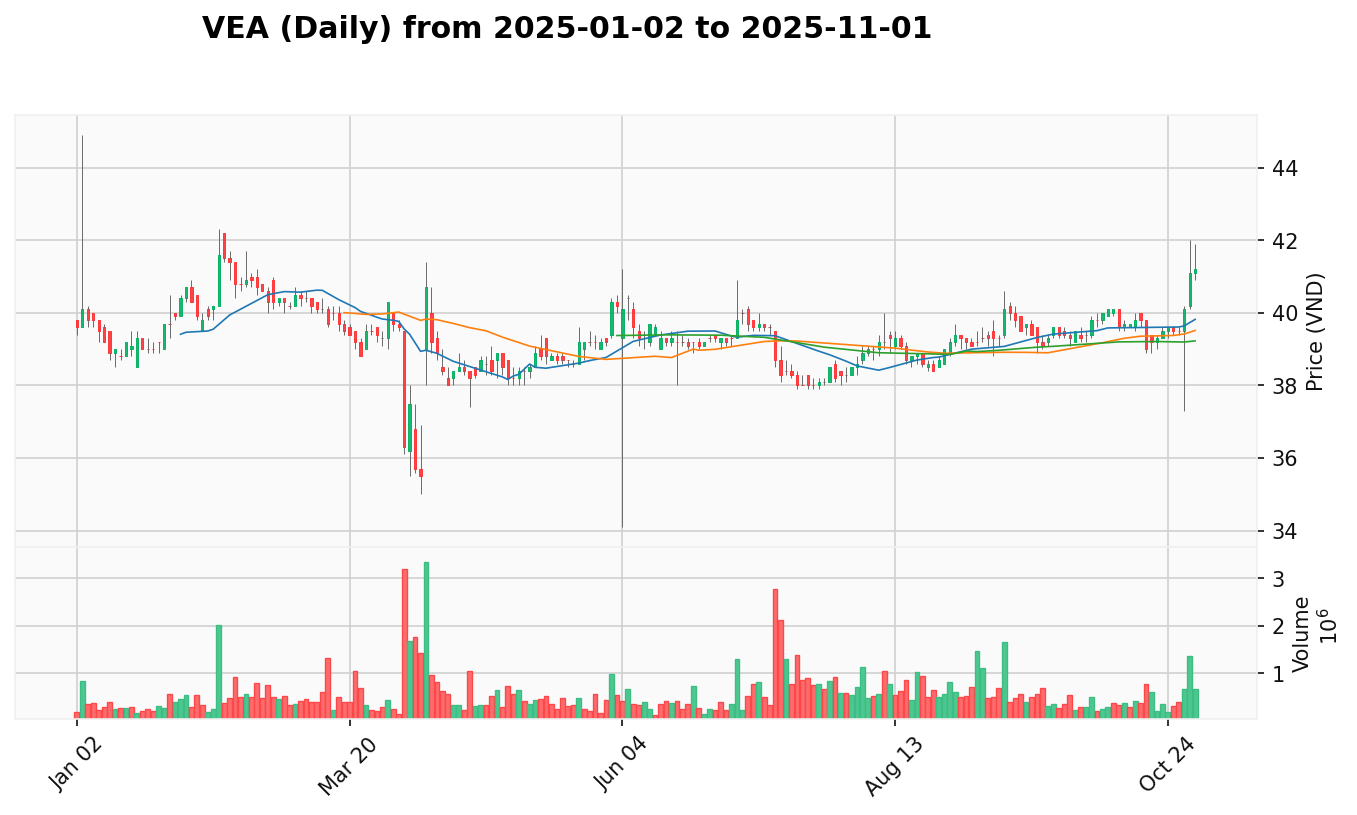 VEA (Daily) from 2025-01-02 to 2025-11-01
44
42
40
38
36
34
Price (VND)
3
2
1
Volume
10⁶
Jan 02
Mar 20
Jun 04
Aug 13
Oct 24